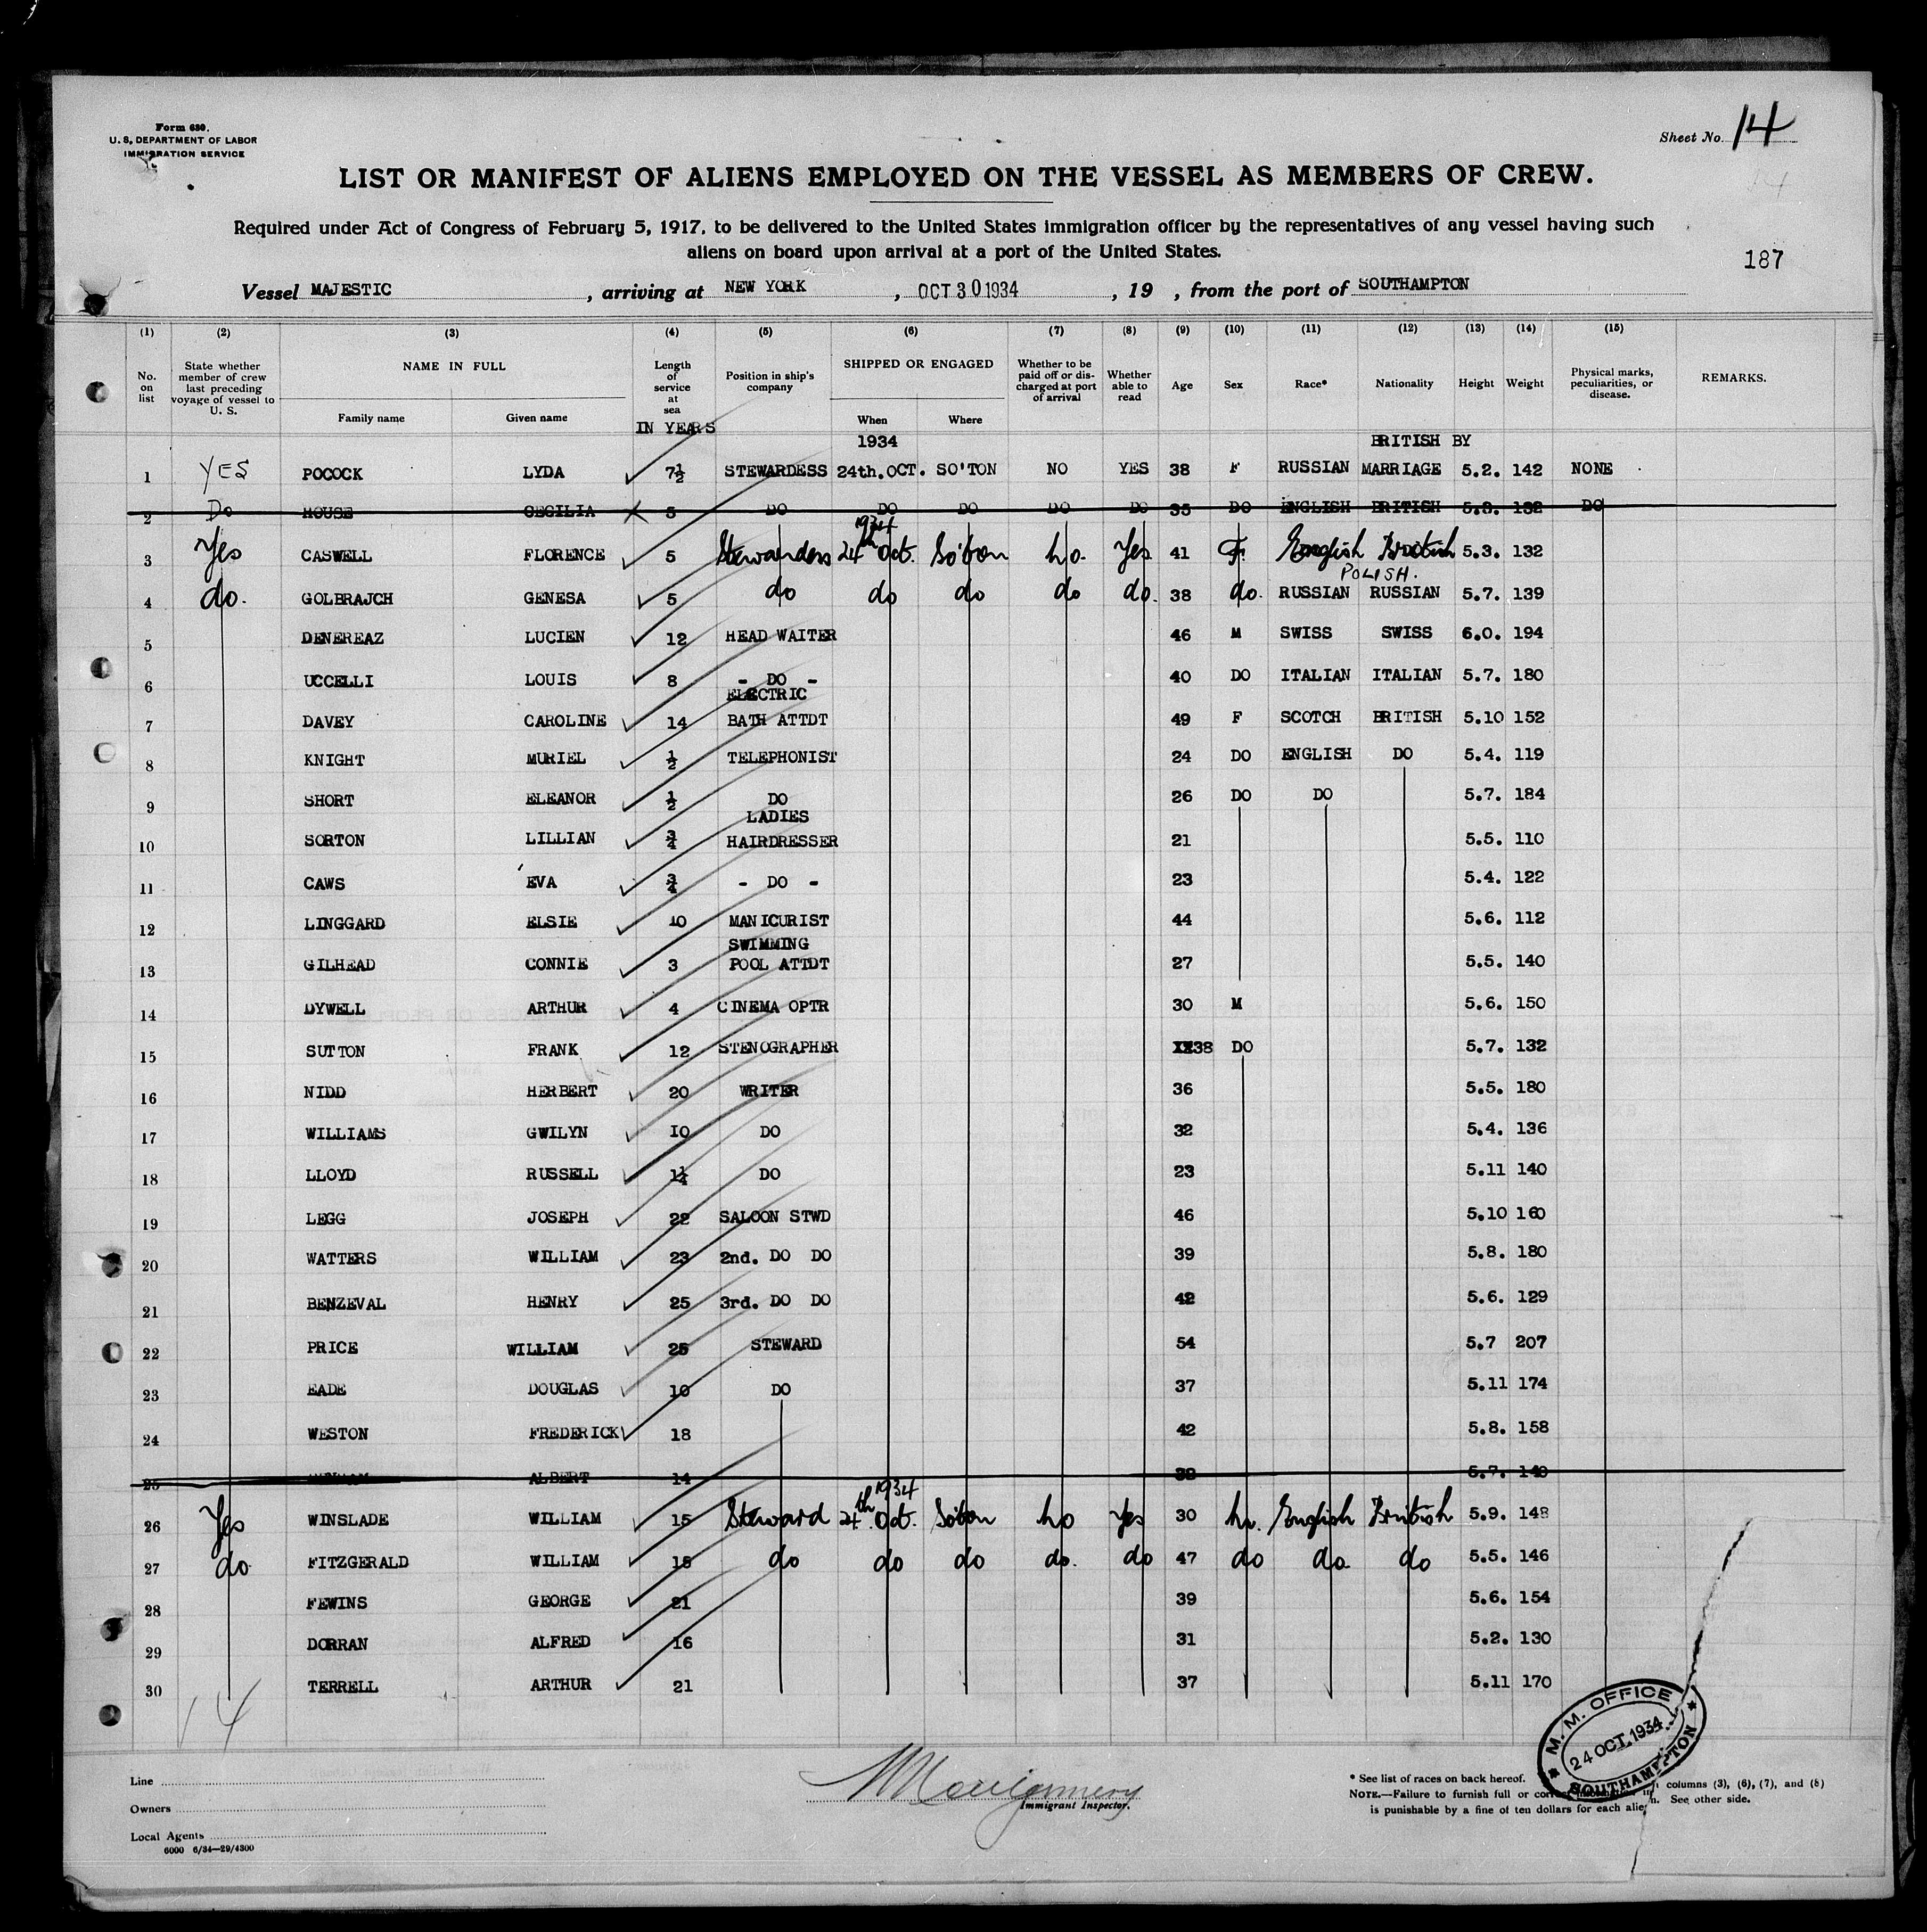 Form 680.
U. S. DEPARTMENT OF LABOR
IMMIGRATION SERVICE
Sheet No. 14
14
LIST OR MANIFEST OF ALIENS EMPLOYED ON THE VESSEL AS MEMBERS OF CREW.
Required under Act of Congress of February 5, 1917, to be delivered to the United States immigration officer by the representatives of any vessel having such
aliens on board upon arrival at a port of the United States.
187
Vessel MAJESTIC , arriving at NEW YORK , OCT 30 1934 , 19 , from the port of SOUTHAMPTON
(1) (2) (3) (4) (5) (6) (7) (8) (9) (10) (11) (12) (13) (14) (15)
No. on list State whether member of crew last preceding voyage of vessel to U. S. NAME IN FULL Family name Given name Length of service at sea Position in ship's company SHIPPED OR ENGAGED When Where Whether to be paid off or discharged at port of arrival Whether able to read Age Sex Race* Nationality Height Weight Physical marks, peculiarities, or disease. REMARKS.
IN YEARS 1934 BRITISH BY
1 YES POCOCK LYDA 7½ STEWARDESS 24th.OCT. SO'TON NO YES 38 F RUSSIAN MARRIAGE 5.2. 142 NONE
2 Do HOUSE CECILIA 5 DO DO DO DO DO 35 DO ENGLISH BRITISH 5.3. 132 DO
1934
3 Yes CASWELL FLORENCE 5 Stewardess 24th Oct. So'ton no. Yes 41 F. English British 5.3. 132
POLISH.
4 do. GOLBRAJCH GENESA 5 do do do do do. 38 do. RUSSIAN RUSSIAN 5.7. 139
5 DENEREAZ LUCIEN 12 HEAD WAITER 46 M SWISS SWISS 6.0. 194
6 UCCELLI LOUIS 8 - DO - 40 DO ITALIAN ITALIAN 5.7. 180
ELECTRIC
7 DAVEY CAROLINE 14 BATH ATTDT 49 F SCOTCH BRITISH 5.10 152
8 KNIGHT MURIEL ½ TELEPHONIST 24 DO ENGLISH DO 5.4. 119
9 SHORT ELEANOR ½ DO 26 DO DO 5.7. 184
LADIES
10 SORTON LILLIAN ¾ HAIRDRESSER 21 5.5. 110
11 CAWS EVA ¾ - DO - 23 5.4. 122
12 LINGGARD ELSIE 10 MANICURIST 44 5.6. 112
SWIMMING
13 GILHEAD CONNIE 3 POOL ATTDT 27 5.5. 140
14 DYWELL ARTHUR 4 CINEMA OPTR 30 M 5.6. 150
15 SUTTON FRANK 12 STENOGRAPHER 38 DO 5.7. 132
16 NIDD HERBERT 20 WRITER 36 5.5. 180
17 WILLIAMS GWILYN 10 DO 32 5.4. 136
18 LLOYD RUSSELL 1¼ DO 23 5.11 140
19 LEGG JOSEPH 22 SALOON STWD 46 5.10 160
20 WATTERS WILLIAM 23 2nd. DO DO 39 5.8. 180
21 BENZEVAL HENRY 25 3rd. DO DO 42 5.6. 129
22 PRICE WILLIAM 25 STEWARD 54 5.7 207
23 EADE DOUGLAS 10 DO 37 5.11 174
24 WESTON FREDERICK 18 42 5.8. 158
25 ALBERT 14 5.7. 140
1934
26 Yes WINSLADE WILLIAM 15 Steward 24th Oct. So'ton no Yes 30 English British 5.9. 148
27 do FITZGERALD WILLIAM 15 do do do do. do 47 do do do 5.5. 146
28 FEWINS GEORGE 21 39 5.6. 154
29 DORRAN ALFRED 16 31 5.2. 130
30 TERRELL ARTHUR 21 37 5.11 170
14
M. M. OFFICE
24 OCT. 1934
SOUTHAMPTON
Line
Owners
Local Agents
6000 6/34—29/4300
Montgomery
Immigrant Inspector.
* See list of races on back hereof.
NOTE.—Failure to furnish full or columns (3), (6), (7), and (8)
is punishable by a fine of ten dollars for each See other side.